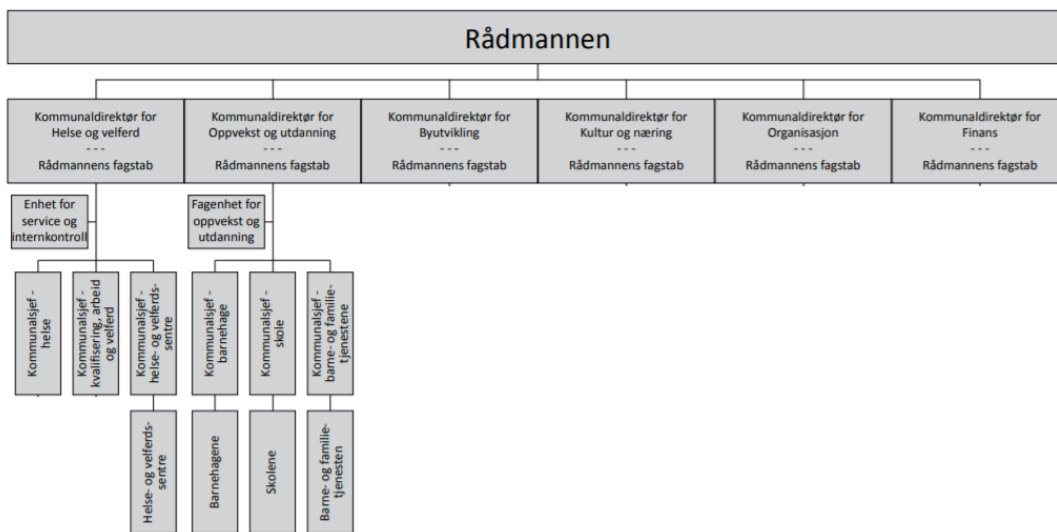 Rådmannen
Kommunaldirektør for
Helse og velferd
- - -
Rådmannens fagstab
Kommunaldirektør for
Oppvekst og utdanning
- - -
Rådmannens fagstab
Kommunaldirektør for
Byutvikling
- - -
Rådmannens fagstab
Kommunaldirektør for
Kultur og næring
- - -
Rådmannens fagstab
Kommunaldirektør for
Organisasjon
- - -
Rådmannens fagstab
Kommunaldirektør for
Finans
- - -
Rådmannens fagstab
Enhet for
service og
internkontroll
Fagenhet for
oppvekst og
utdanning
Kommunalsjef -
helse
Kommunalsjef -
kvalifisering, arbeid
og velferd
Kommunalsjef -
helse- og velferds-
sentre
Kommunalsjef -
barnehage
Kommunalsjef -
skole
Kommunalsjef -
barne- og familie-
tjenestene
Helse- og velferds-
sentre
Barnehagene
Skolene
Barne- og familie-
tjenesten